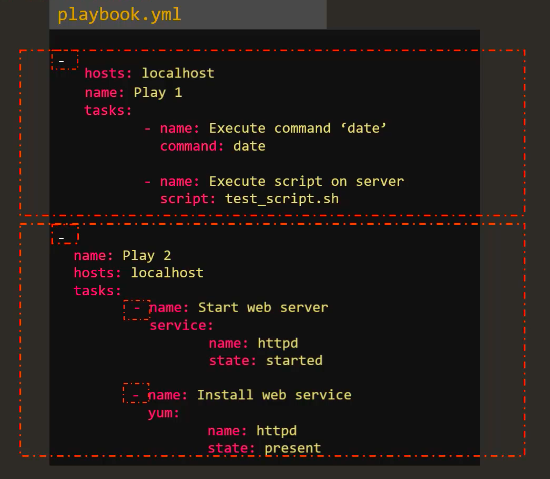 playbook.yml
-
hosts: localhost
name: Play 1
tasks:
- name: Execute command ‘date’
command: date
- name: Execute script on server
script: test_script.sh
-
name: Play 2
hosts: localhost
tasks:
- name: Start web server
service:
name: httpd
state: started
- name: Install web service
yum:
name: httpd
state: present